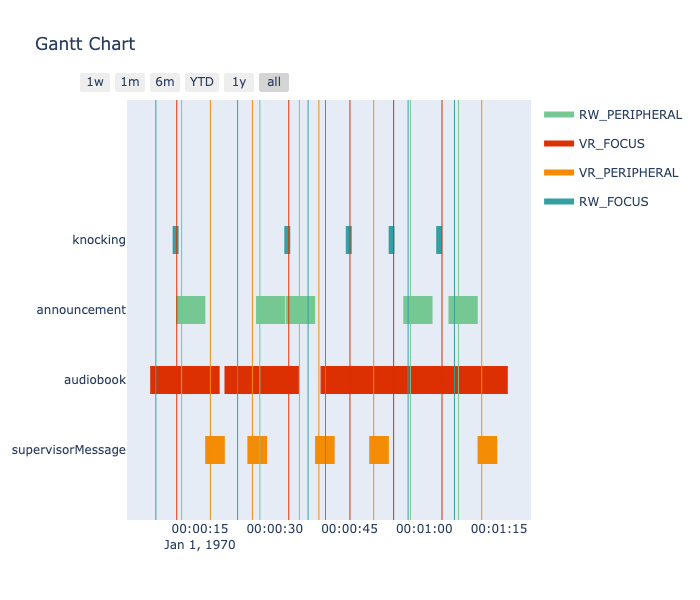 Gantt Chart
1w 1m 6m YTD 1y all
RW_PERIPHERAL
VR_FOCUS
VR_PERIPHERAL
RW_FOCUS
knocking
announcement
audiobook
supervisorMessage
00:00:15 00:00:30 00:00:45 00:01:00 00:01:15
Jan 1, 1970